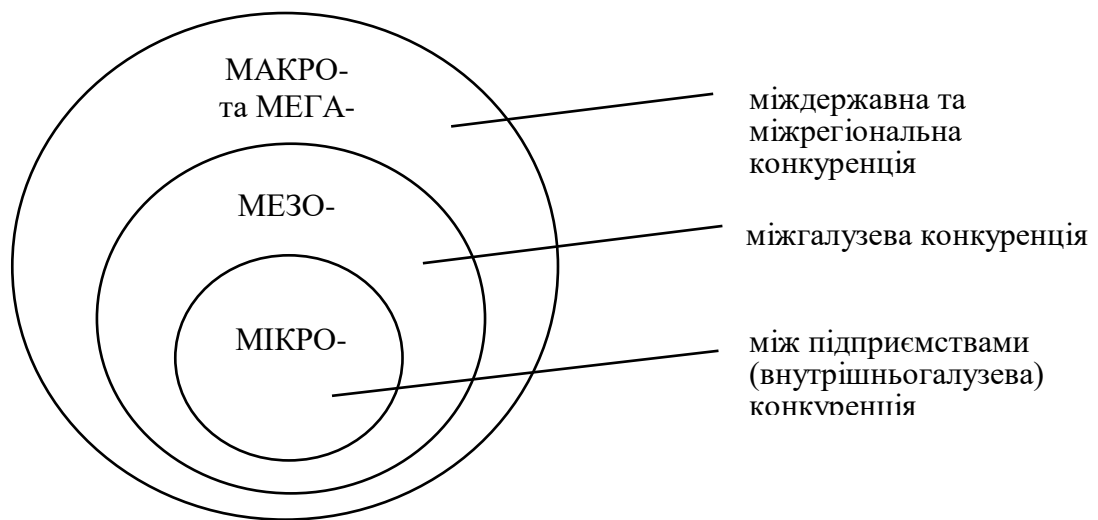 МАКРО-
та МЕГА-
міждержавна та
міжрегіональна
конкуренція
МЕЗО-
міжгалузева конкуренція
МІКРО-
між підприємствами
(внутрішньогалузева)
конкуренція